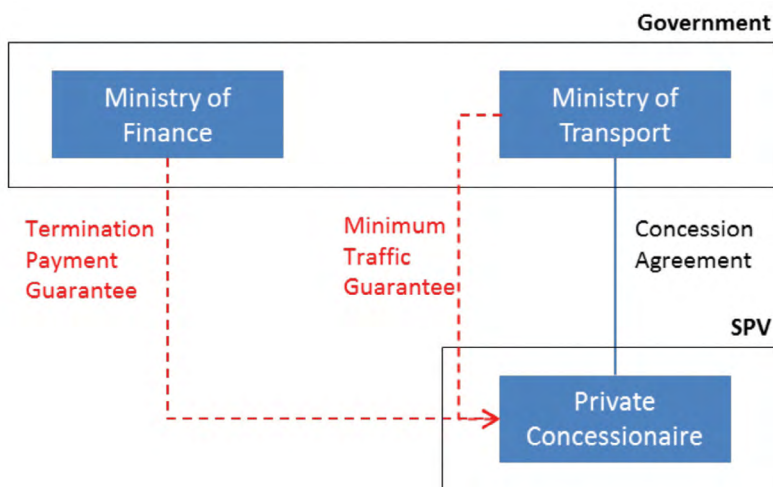 Government
Ministry of
Finance
Ministry of
Transport
Termination
Payment
Guarantee
Minimum
Traffic
Guarantee
Concession
Agreement
SPV
Private
Concessionaire